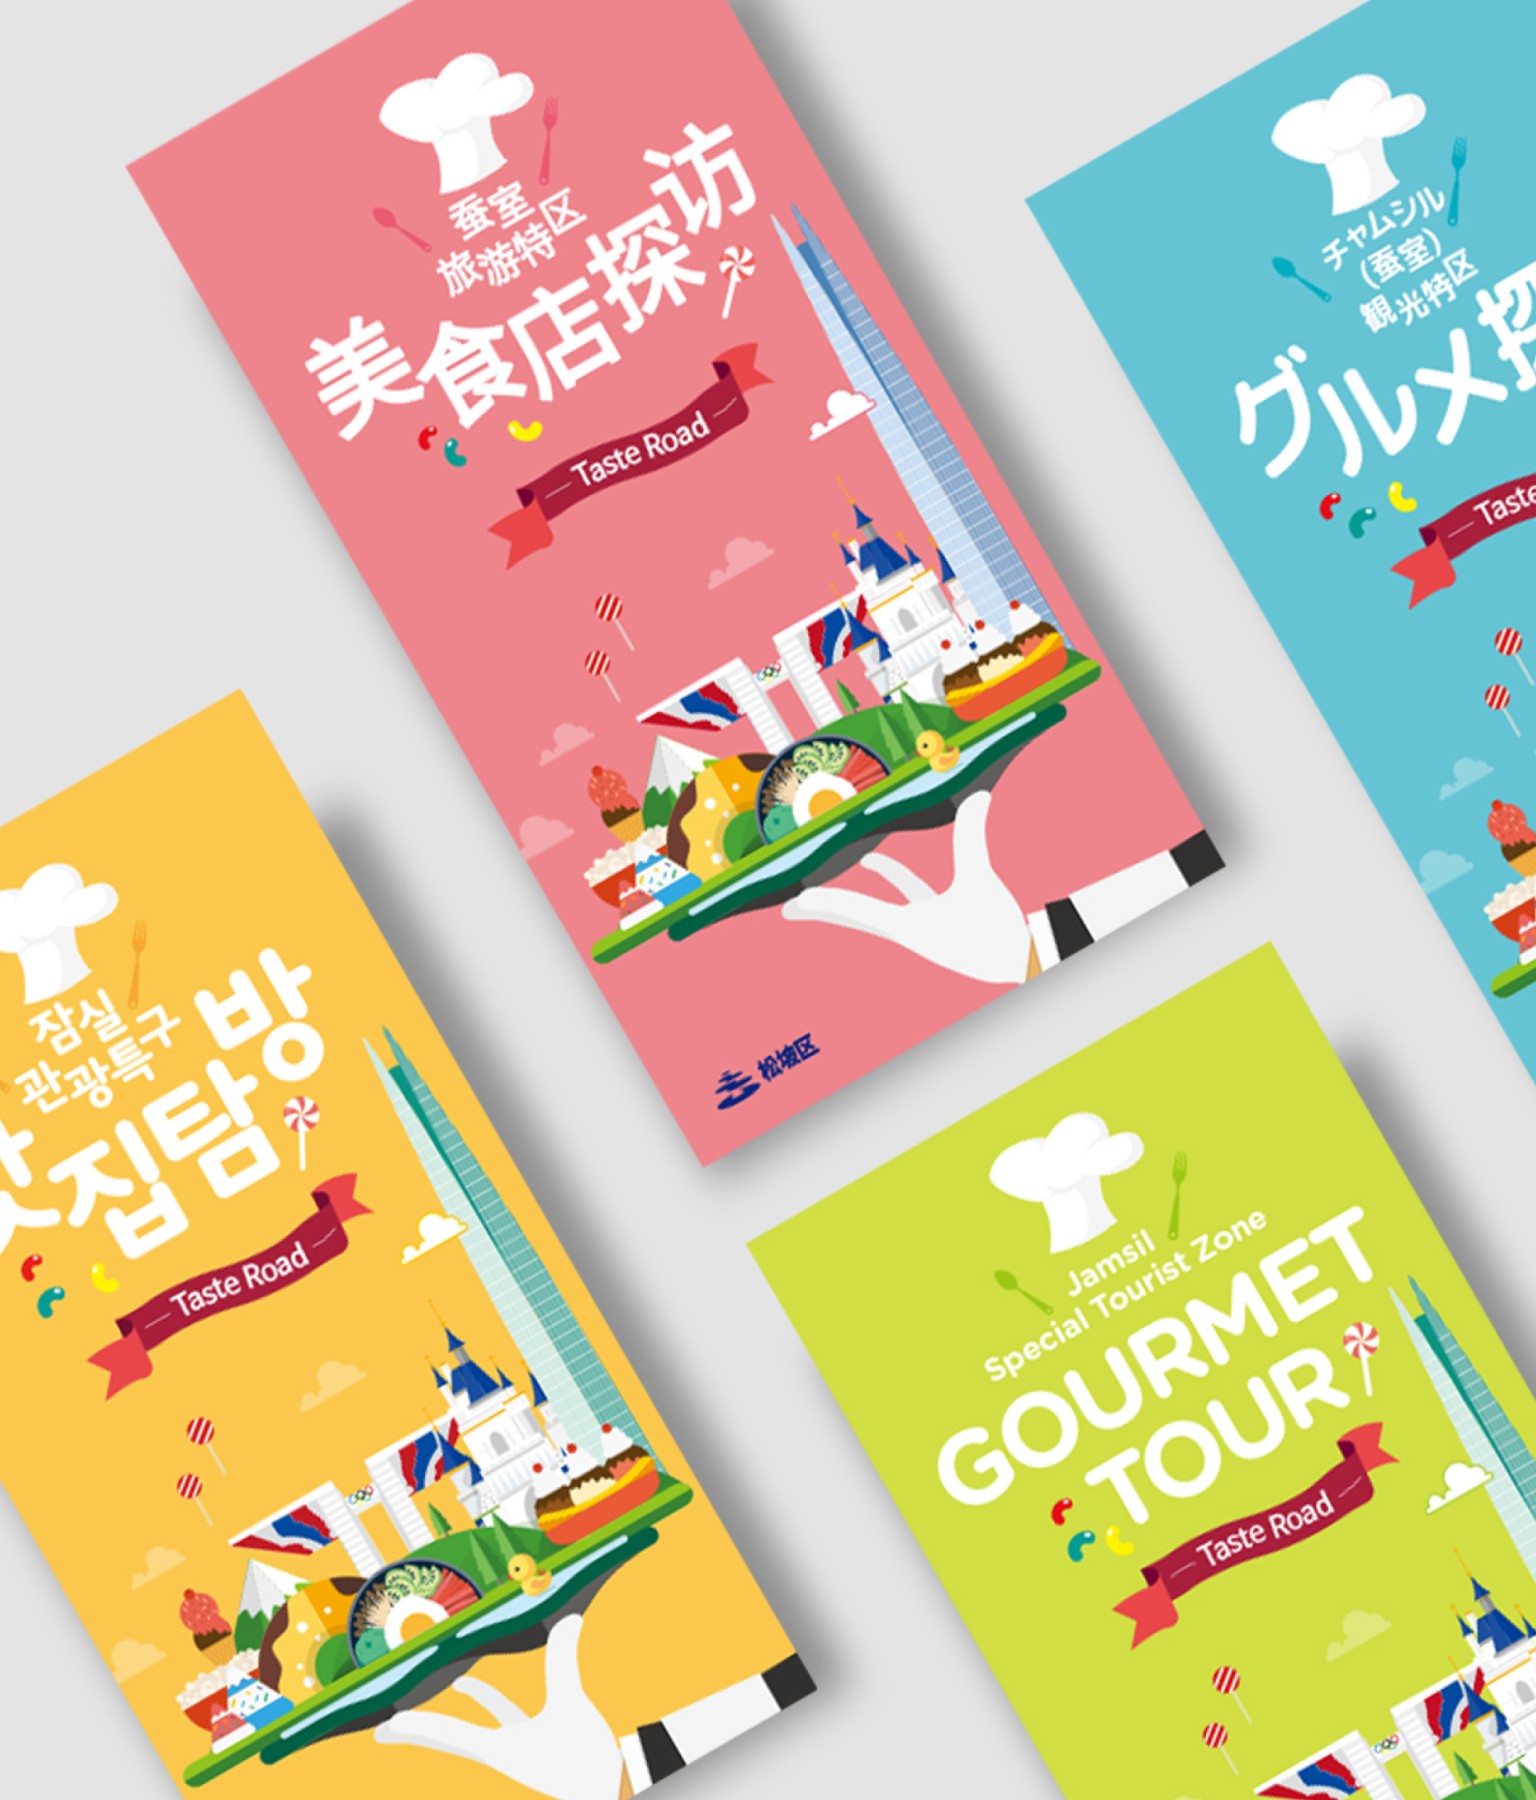 蚕室
旅游特区
美食店探访
Taste Road
松坡区
チャムシル
(蚕室)
観光特区
グルメ探
Taste
잠실
관광특구
맛집탐방
Taste Road
Jamsil
Special Tourist Zone
GOURMET
TOUR
Taste Road